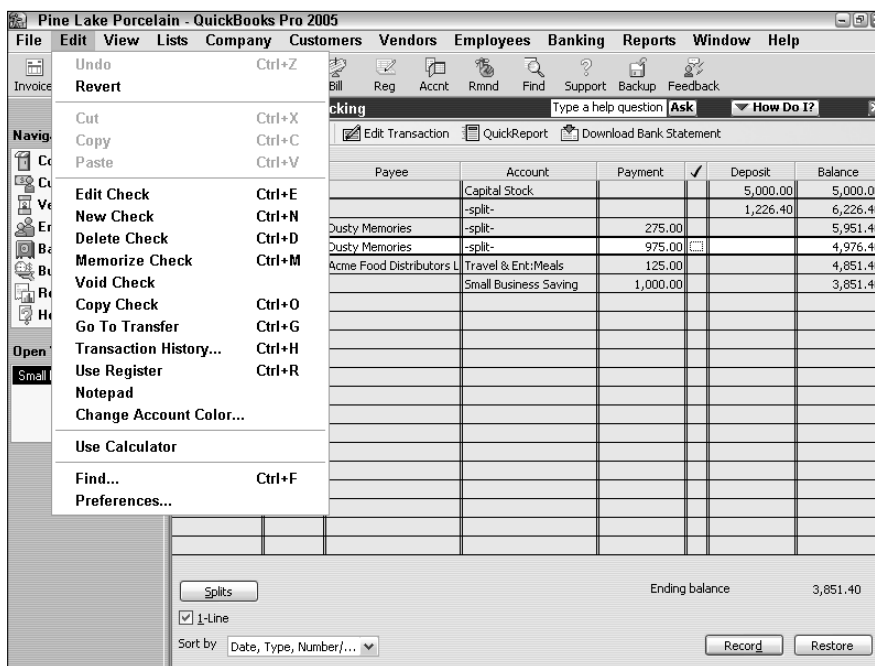 Pine Lake Porcelain - QuickBooks Pro 2005
File Edit View Lists Company Customers Vendors Employees Banking Reports Window Help
Invoice Bill Reg Accnt Rmnd Find Support Backup Feedback
Undo Ctrl+Z
Revert
Cut Ctrl+X
Copy Ctrl+C
Paste Ctrl+V
Edit Check Ctrl+E
New Check Ctrl+N
Delete Check Ctrl+D
Memorize Check Ctrl+M
Void Check
Copy Check Ctrl+O
Go To Transfer Ctrl+G
Transaction History... Ctrl+H
Use Register Ctrl+R
Notepad
Change Account Color...
Use Calculator
Find... Ctrl+F
Preferences...
Navig
Co
Cu
Ve
Er
Ba
Bu
Re
He
Open
Small
cking Type a help question Ask How Do I?
Edit Transaction QuickReport Download Bank Statement
Payee Account Payment ✓ Deposit Balance
Capital Stock 5,000.00 5,000.0
-split- 1,226.40 6,226.4
Dusty Memories -split- 275.00 5,951.4
Dusty Memories -split- 975.00 4,976.4
Acme Food Distributors L Travel & Ent:Meals 125.00 4,851.4
Small Business Saving 1,000.00 3,851.4
Splits Ending balance 3,851.40
1-Line
Sort by Date, Type, Number/... Record Restore